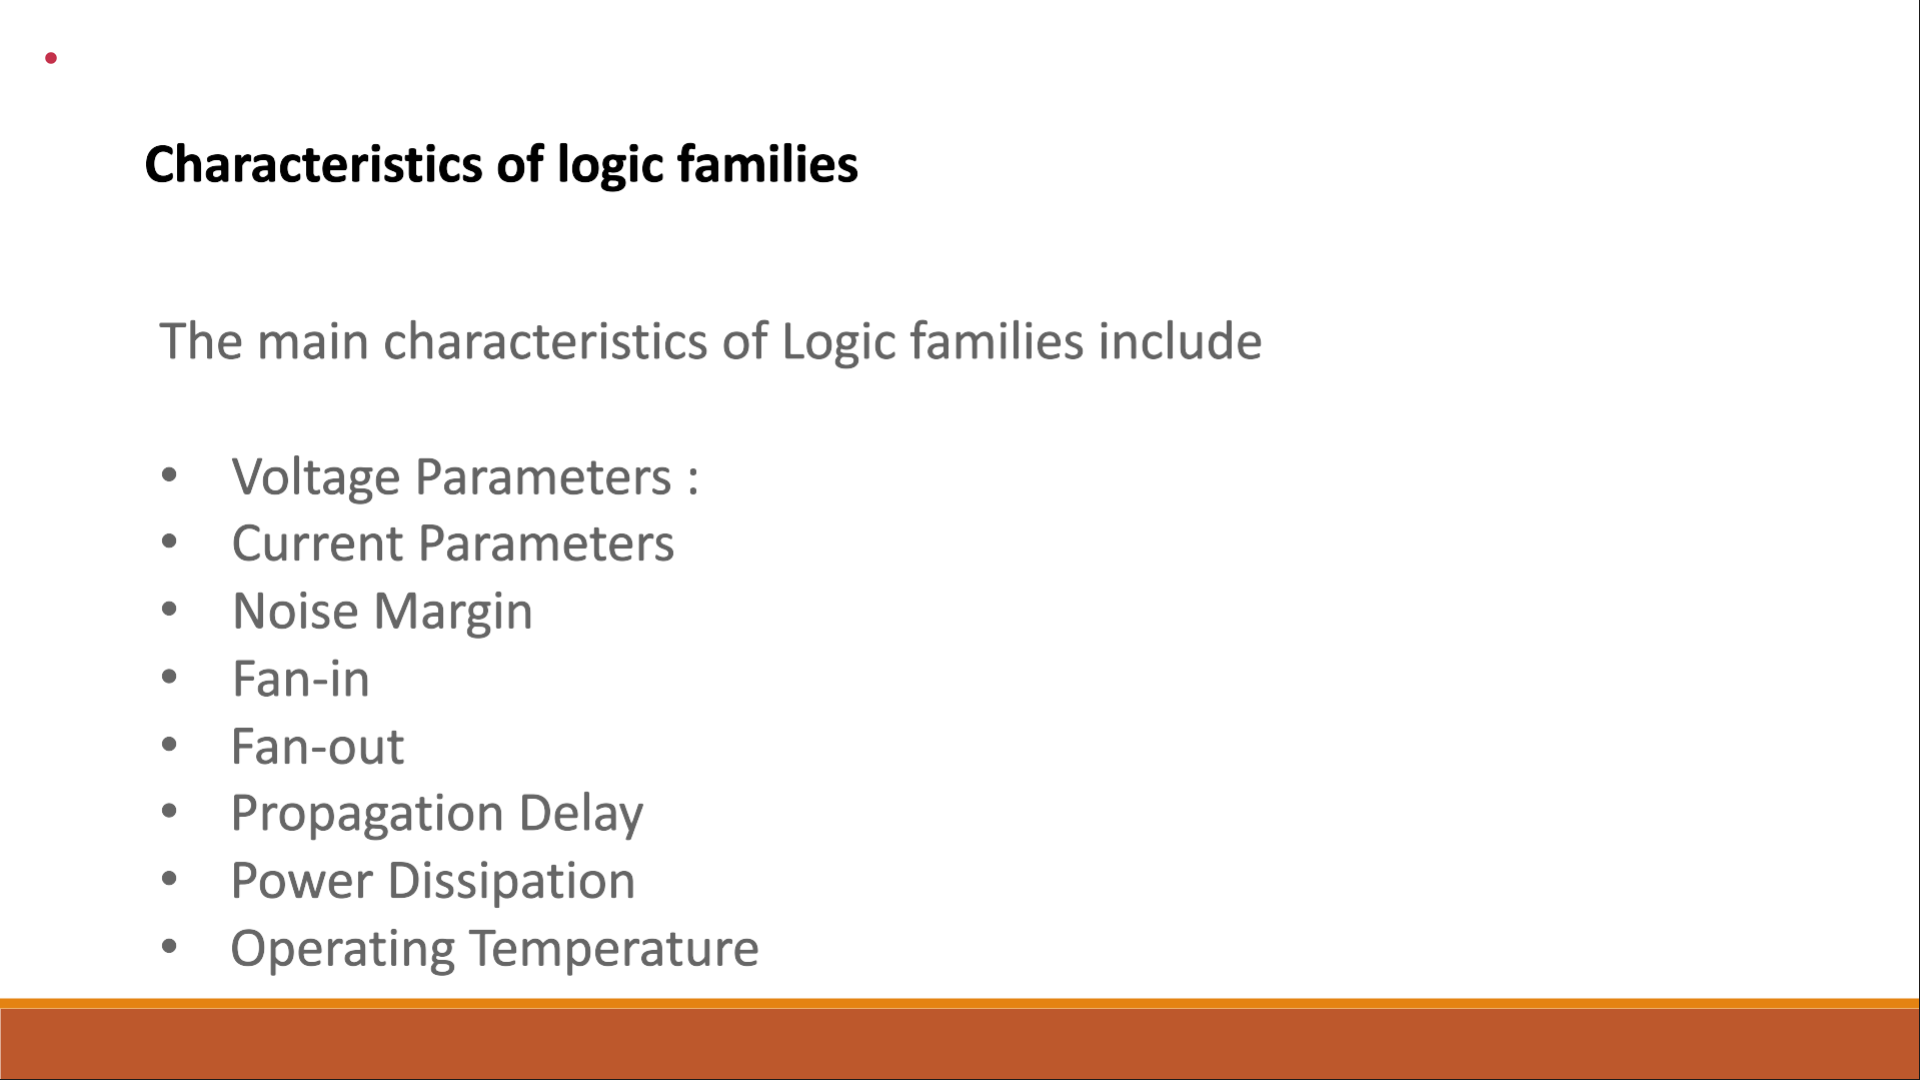 Characteristics of logic families
The main characteristics of Logic families include
• Voltage Parameters :
• Current Parameters
• Noise Margin
• Fan-in
• Fan-out
• Propagation Delay
• Power Dissipation
• Operating Temperature